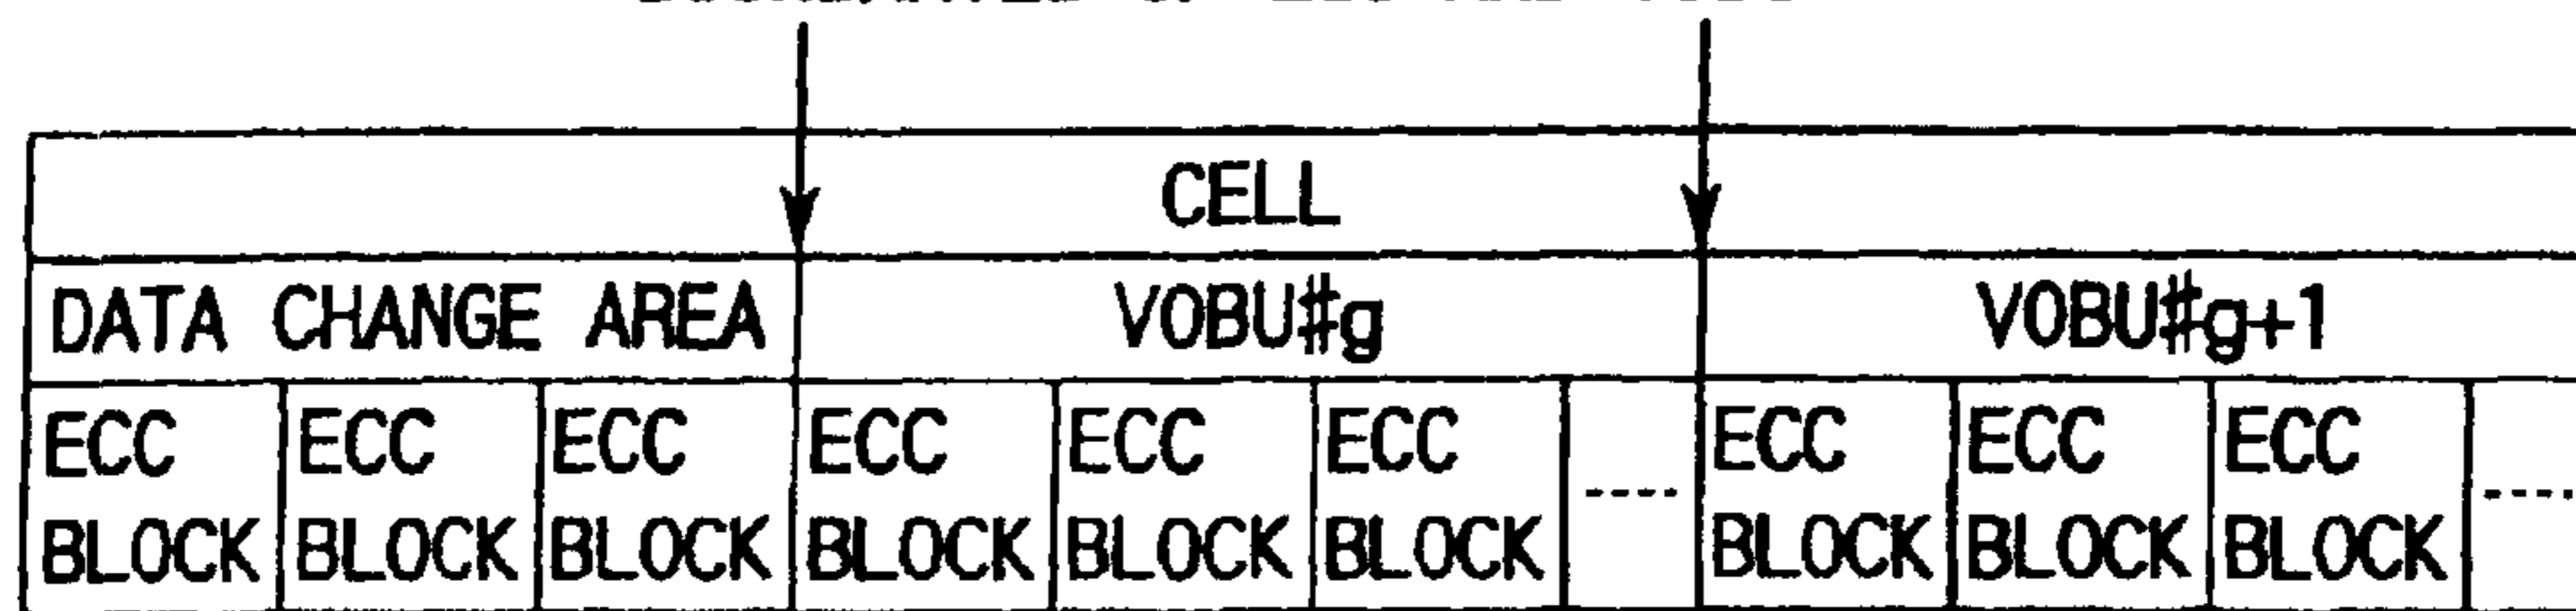 CELL
DATA CHANGE AREA VOBU#g VOBU#g+1
ECC ECC ECC ECC ECC ECC ECC ECC ECC
BLOCK BLOCK BLOCK BLOCK BLOCK BLOCK ---- BLOCK BLOCK BLOCK ----